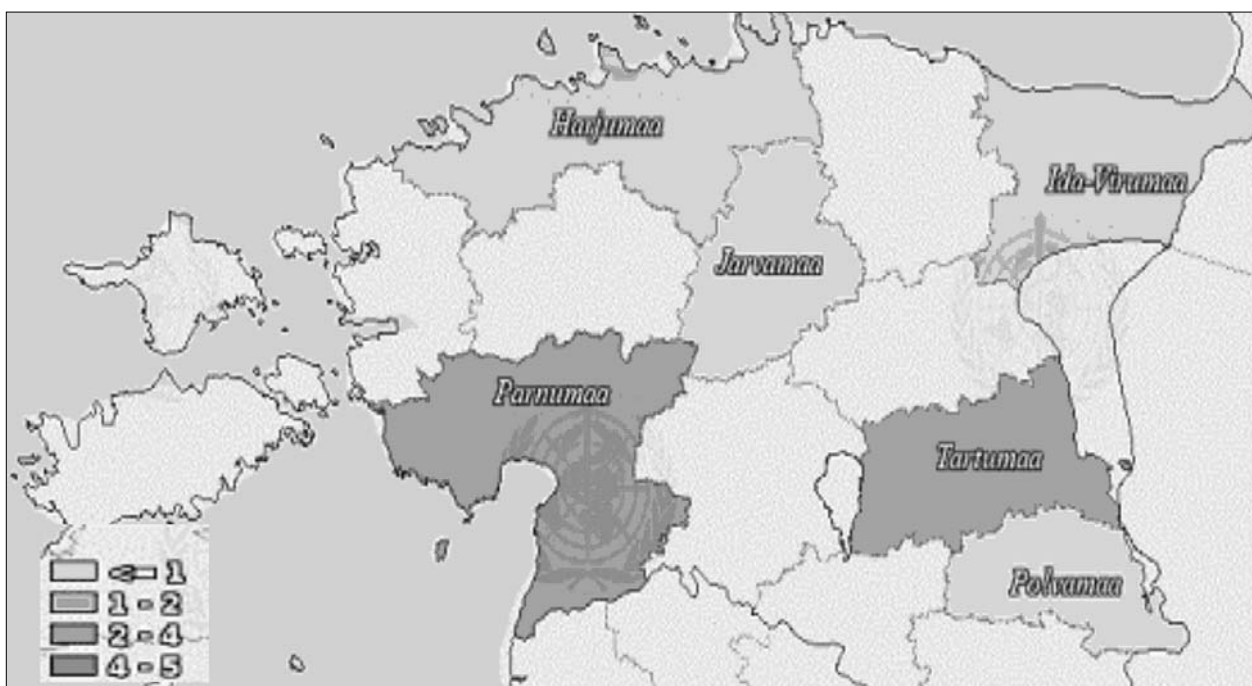 Harjumaa
Ida-Virumaa
Jarvamaa
Parnumaa
Tartumaa
Polvamaa
<= 1
1 - 2
2 - 4
4 - 5